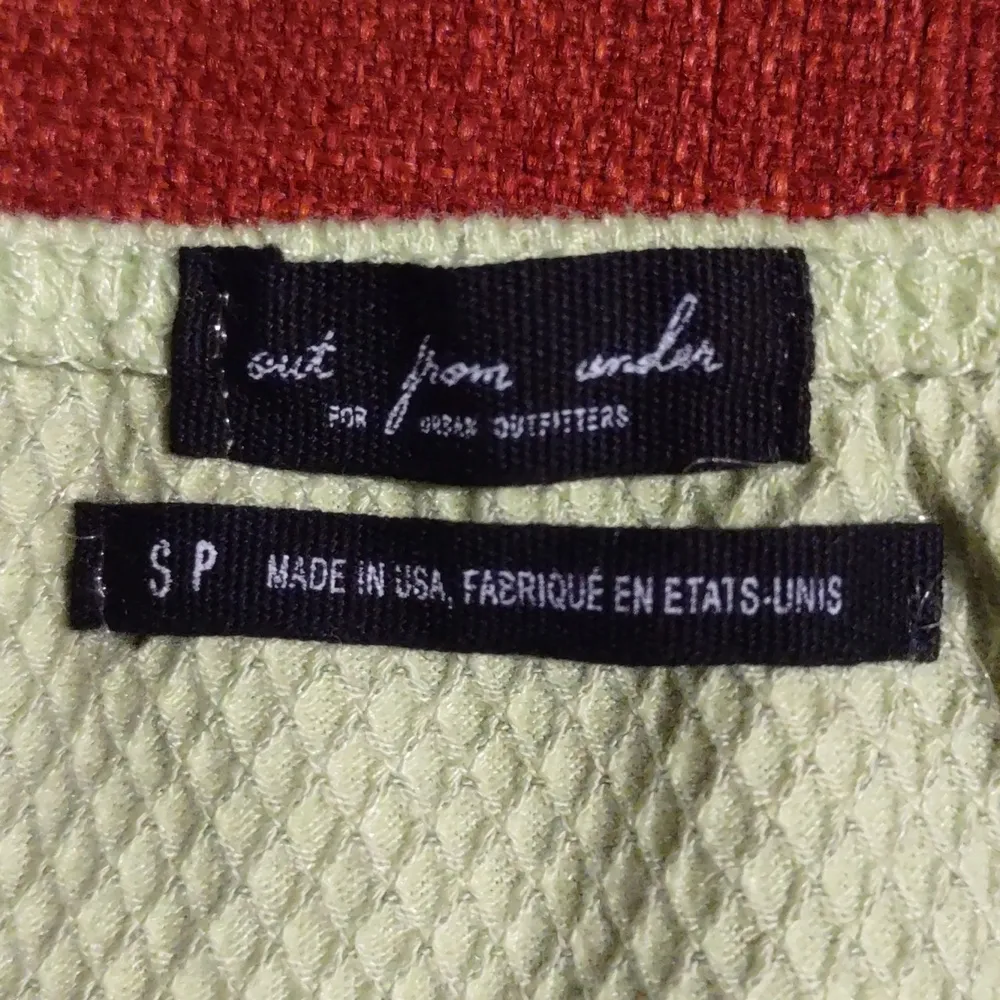 out from under
FOR URBAN OUTFITTERS
S P MADE IN USA, FABRIQUÉ EN ETATS-UNIS